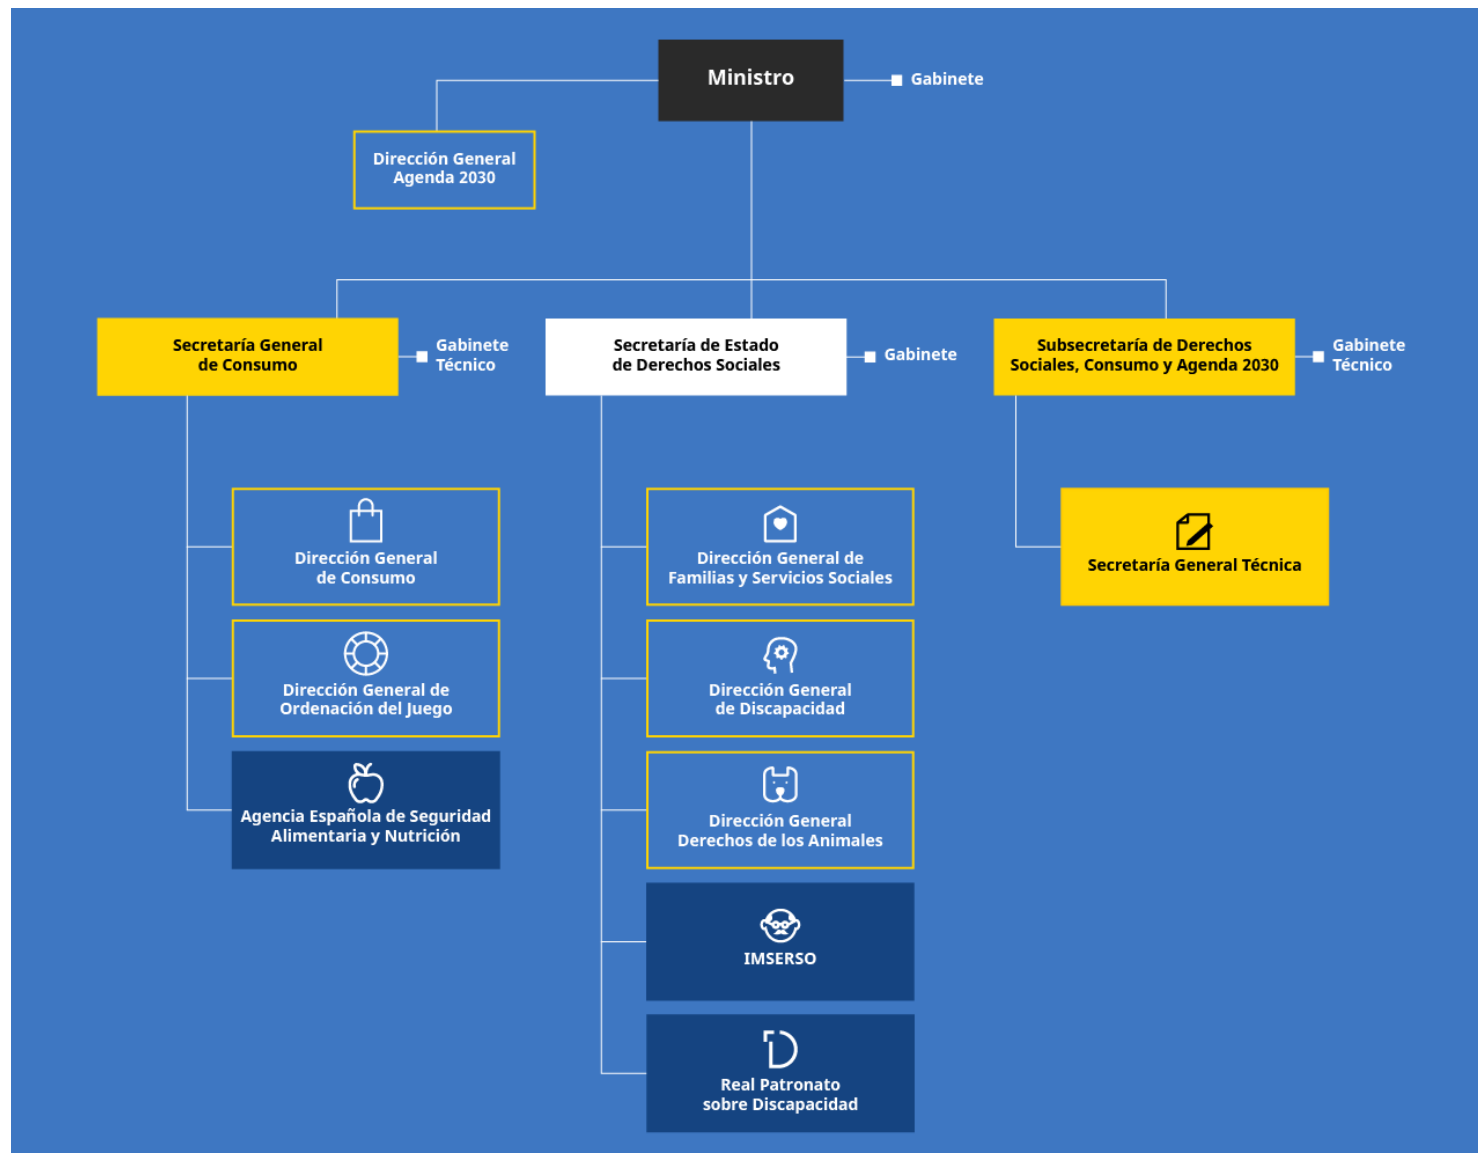 Ministro
Gabinete
Dirección General
Agenda 2030
Secretaría General
de Consumo
Gabinete
Técnico
Secretaría de Estado
de Derechos Sociales
Gabinete
Subsecretaría de Derechos
Sociales, Consumo y Agenda 2030
Gabinete
Técnico
Dirección General
de Consumo
Dirección General de
Ordenación del Juego
Agencia Española de Seguridad
Alimentaria y Nutrición
Dirección General de
Familias y Servicios Sociales
Dirección General
de Discapacidad
Dirección General
Derechos de los Animales
IMSERSO
Real Patronato
sobre Discapacidad
Secretaría General Técnica